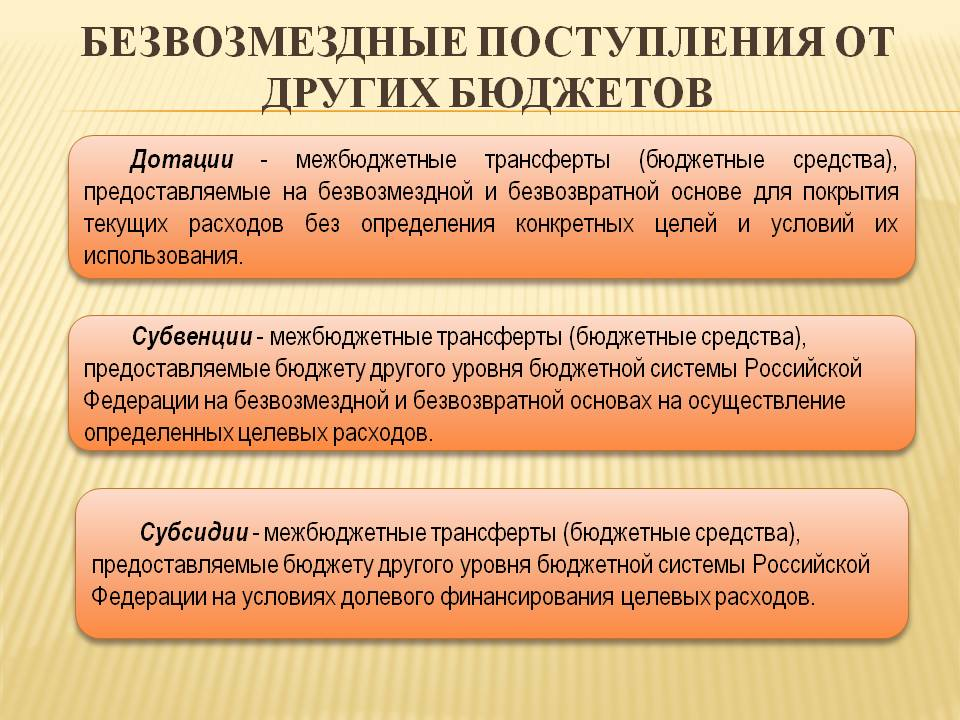 БЕЗВОЗМЕЗДНЫЕ ПОСТУПЛЕНИЯ ОТ
ДРУГИХ БЮДЖЕТОВ
Дотации - межбюджетные трансферты (бюджетные средства),
предоставляемые на безвозмездной и безвозвратной основе для покрытия
текущих расходов без определения конкретных целей и условий их
использования.
Субвенции - межбюджетные трансферты (бюджетные средства),
предоставляемые бюджету другого уровня бюджетной системы Российской
Федерации на безвозмездной и безвозвратной основах на осуществление
определенных целевых расходов.
Субсидии - межбюджетные трансферты (бюджетные средства),
предоставляемые бюджету другого уровня бюджетной системы Российской
Федерации на условиях долевого финансирования целевых расходов.